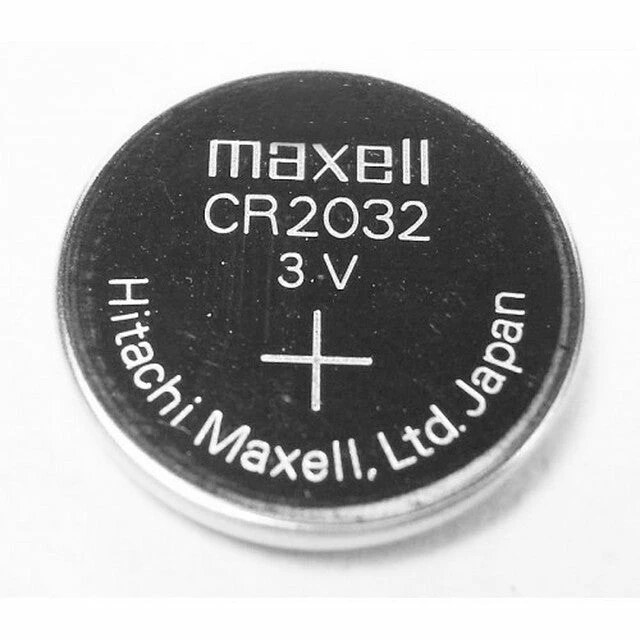 maxell
CR2032
3 V
+
Hitachi Maxell, Ltd. Japan